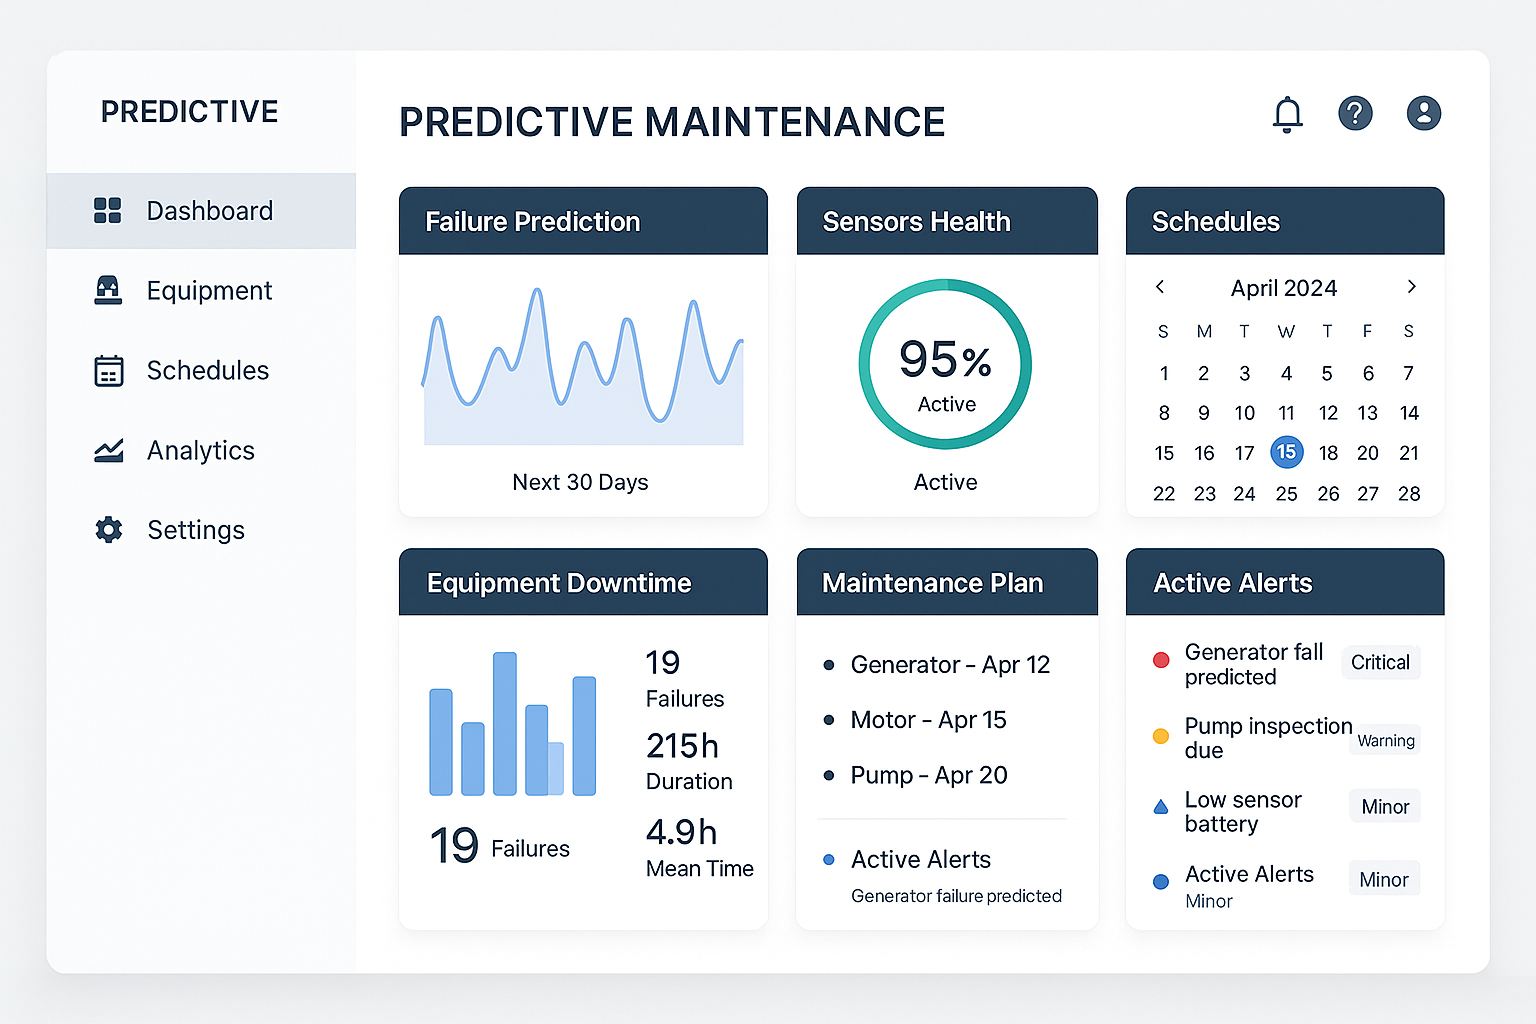 PREDICTIVE
Dashboard
Equipment
Schedules
Analytics
Settings
PREDICTIVE MAINTENANCE
?
Failure Prediction
Next 30 Days
Sensors Health
95%
Active
Active
Schedules
< April 2024 >
S M T W T F S
1 2 3 4 5 6 7
8 9 10 11 12 13 14
15 16 17 15 18 20 21
22 23 24 25 26 27 28
Equipment Downtime
19
Failures
215h
Duration
4.9h
Mean Time
19 Failures
Maintenance Plan
Generator - Apr 12
Motor - Apr 15
Pump - Apr 20
Active Alerts
Generator failure predicted
Active Alerts
Generator fall
predicted
Critical
Pump inspection
due
Warning
Low sensor
battery
Minor
Active Alerts
Minor
Minor